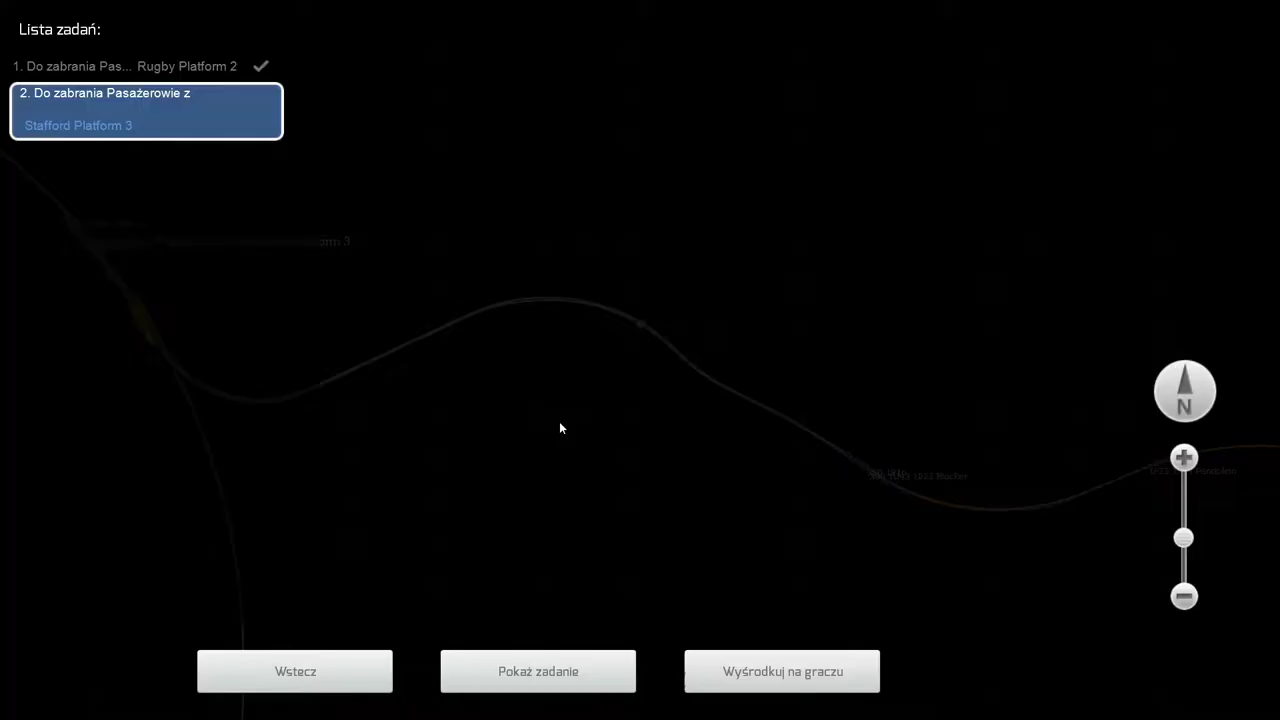 Lista zadań:
1. Do zabrania Pas... Rugby Platform 2
2. Do zabrania Pasażerowie z
Stafford Platform 3
N
Wstecz
Pokaż zadanie
Wyśrodkuj na graczu